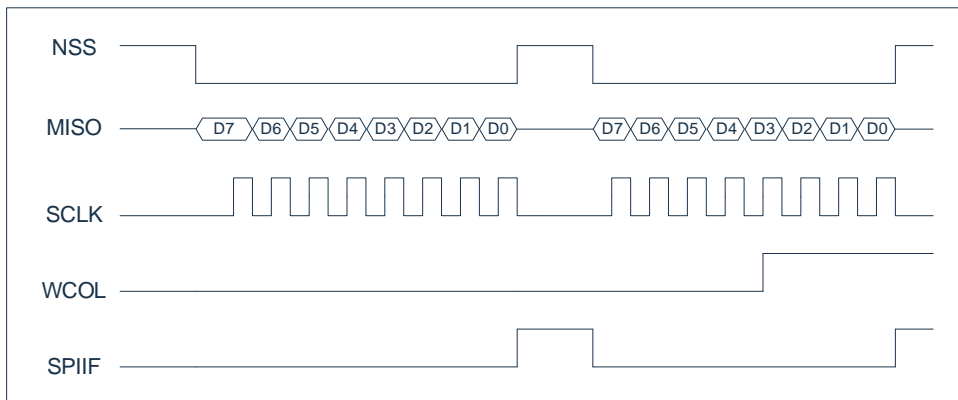 NSS
MISO D7 D6 D5 D4 D3 D2 D1 D0 D7 D6 D5 D4 D3 D2 D1 D0
SCLK
WCOL
SPIIF